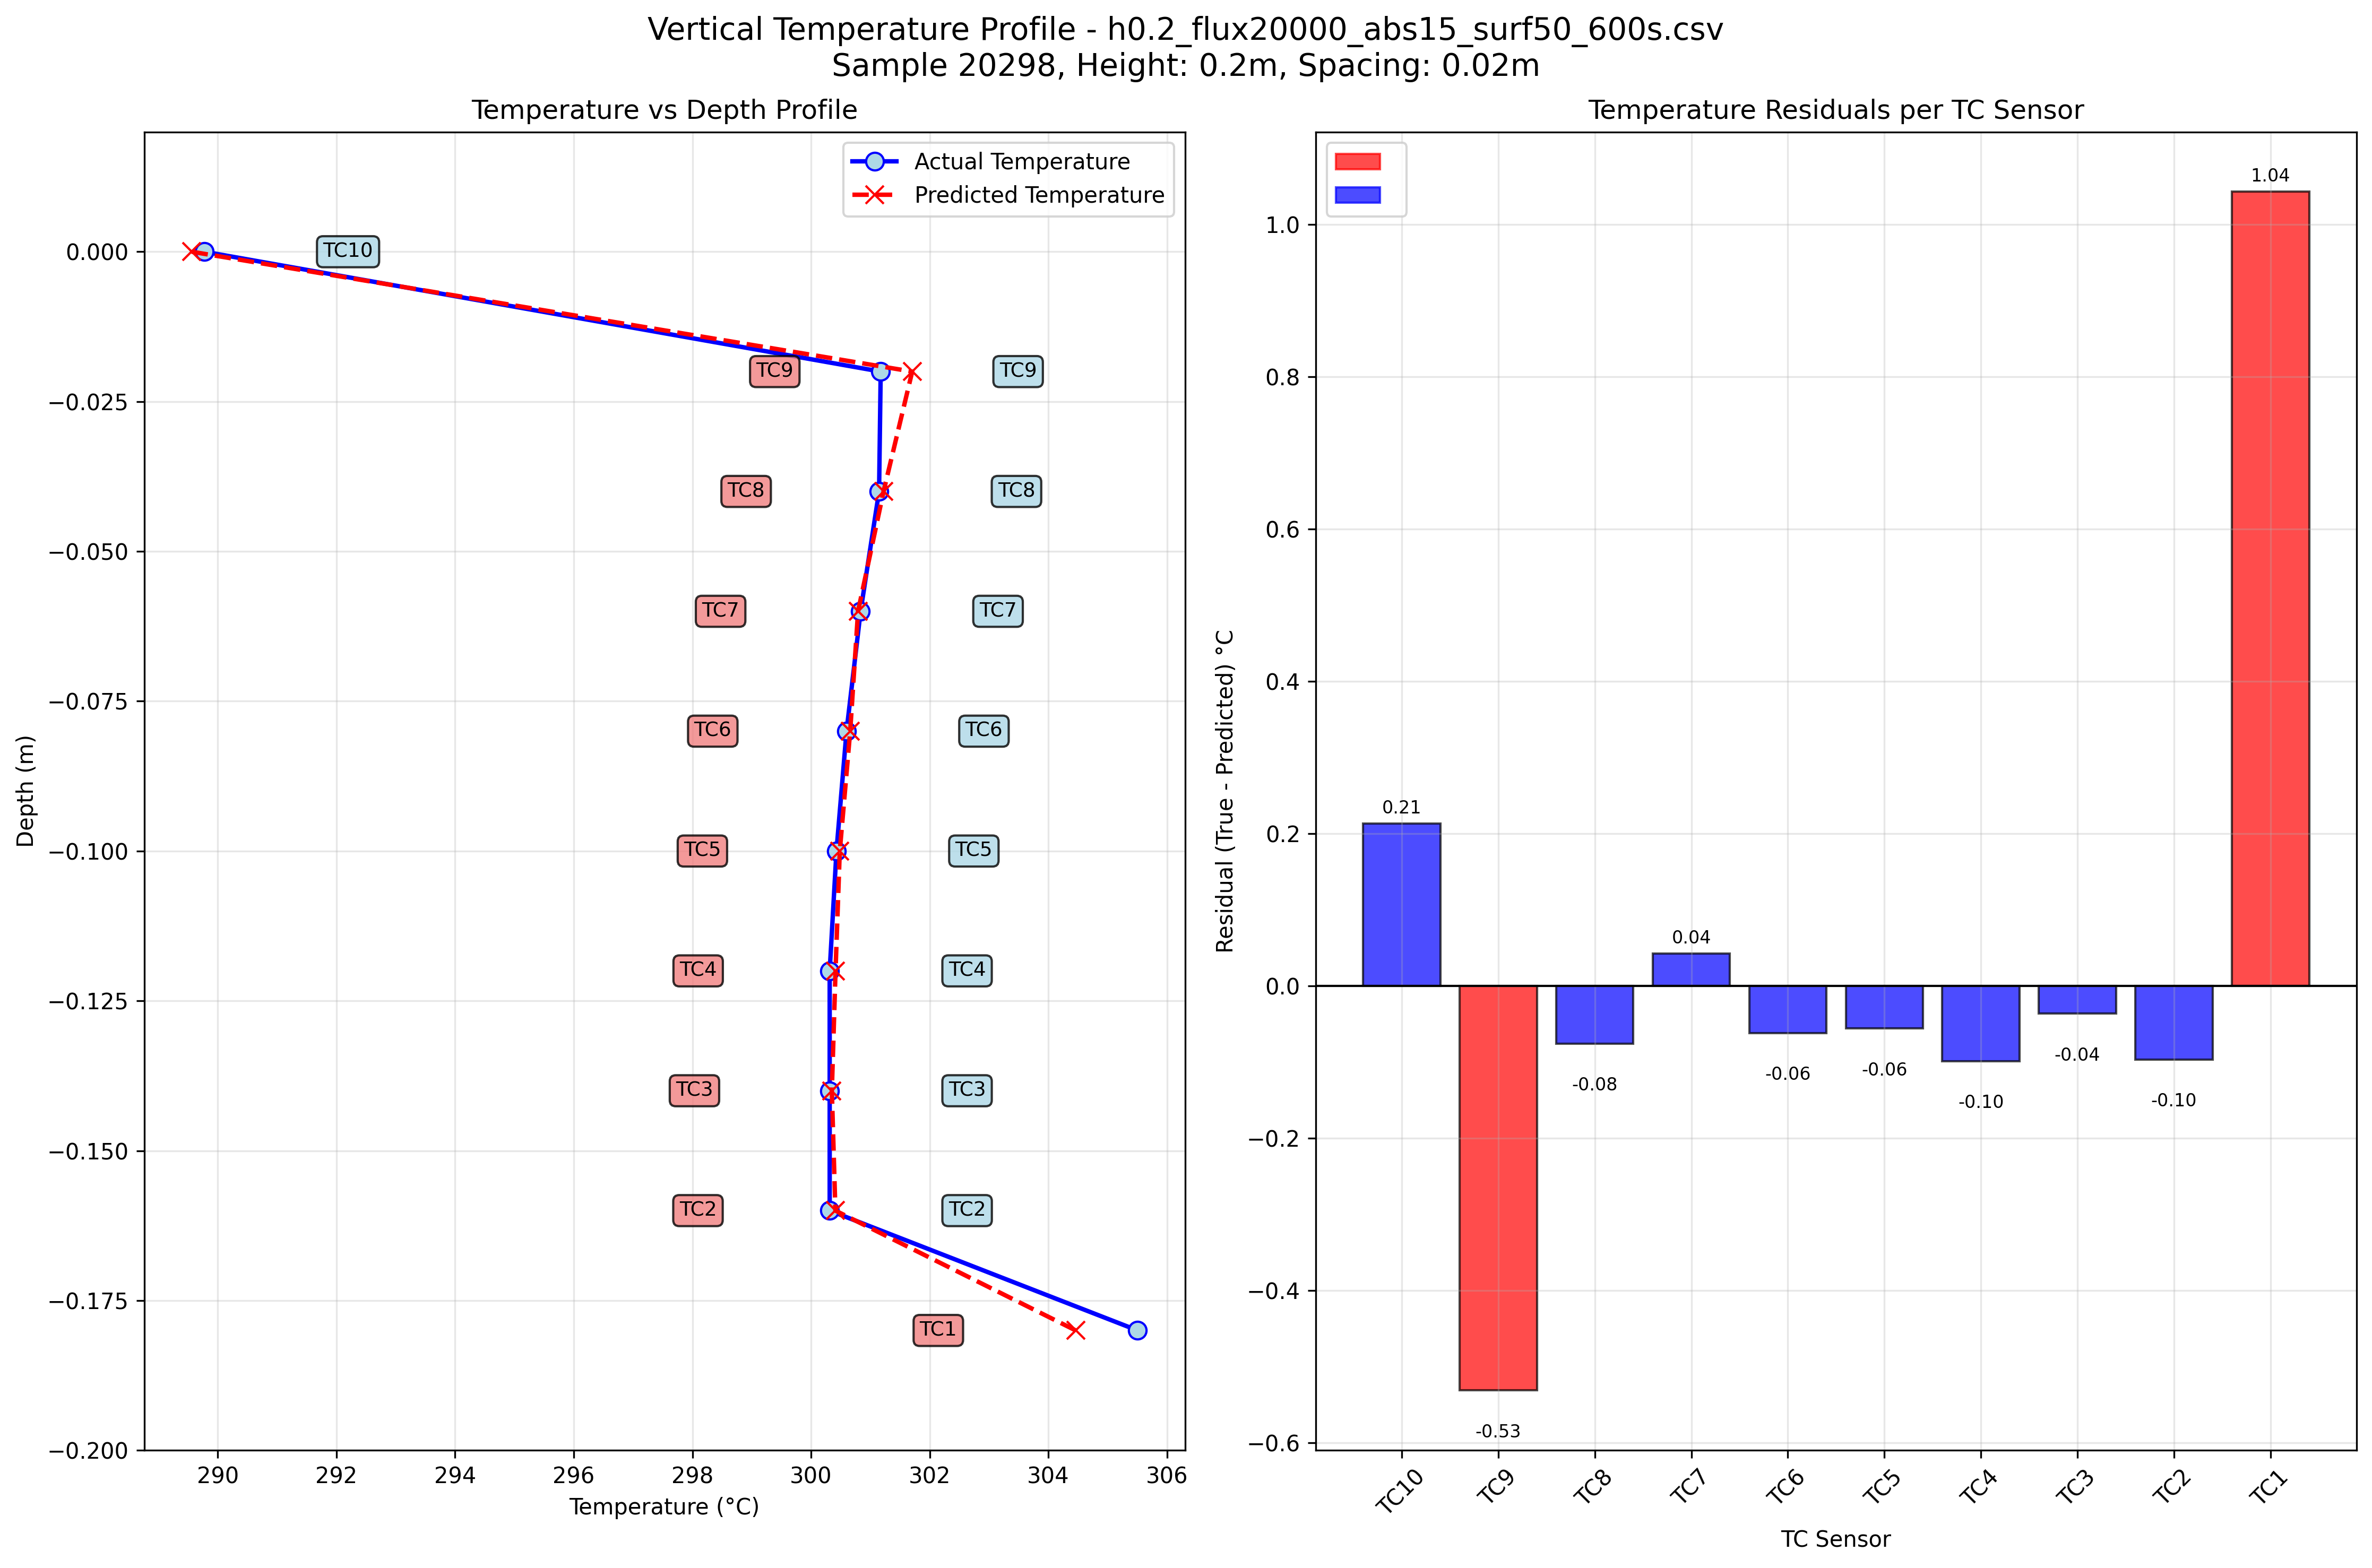 Vertical Temperature Profile - h0.2_flux20000_abs15_surf50_600s.csv
Sample 20298, Height: 0.2m, Spacing: 0.02m
Temperature vs Depth Profile
Actual Temperature
Predicted Temperature
Depth (m)
0.000
−0.025
−0.050
−0.075
−0.100
−0.125
−0.150
−0.175
−0.200
TC10
TC9 TC9
TC8 TC8
TC7 TC7
TC6 TC6
TC5 TC5
TC4 TC4
TC3 TC3
TC2 TC2
TC1
290 292 294 296 298 300 302 304 306
Temperature (°C)
Temperature Residuals per TC Sensor
Residual (True - Predicted) °C
1.0
0.8
0.6
0.4
0.2
0.0
−0.2
−0.4
−0.6
0.21
-0.53
-0.08
0.04
-0.06
-0.06
-0.10
-0.04
-0.10
1.04
TC10 TC9 TC8 TC7 TC6 TC5 TC4 TC3 TC2 TC1
TC Sensor